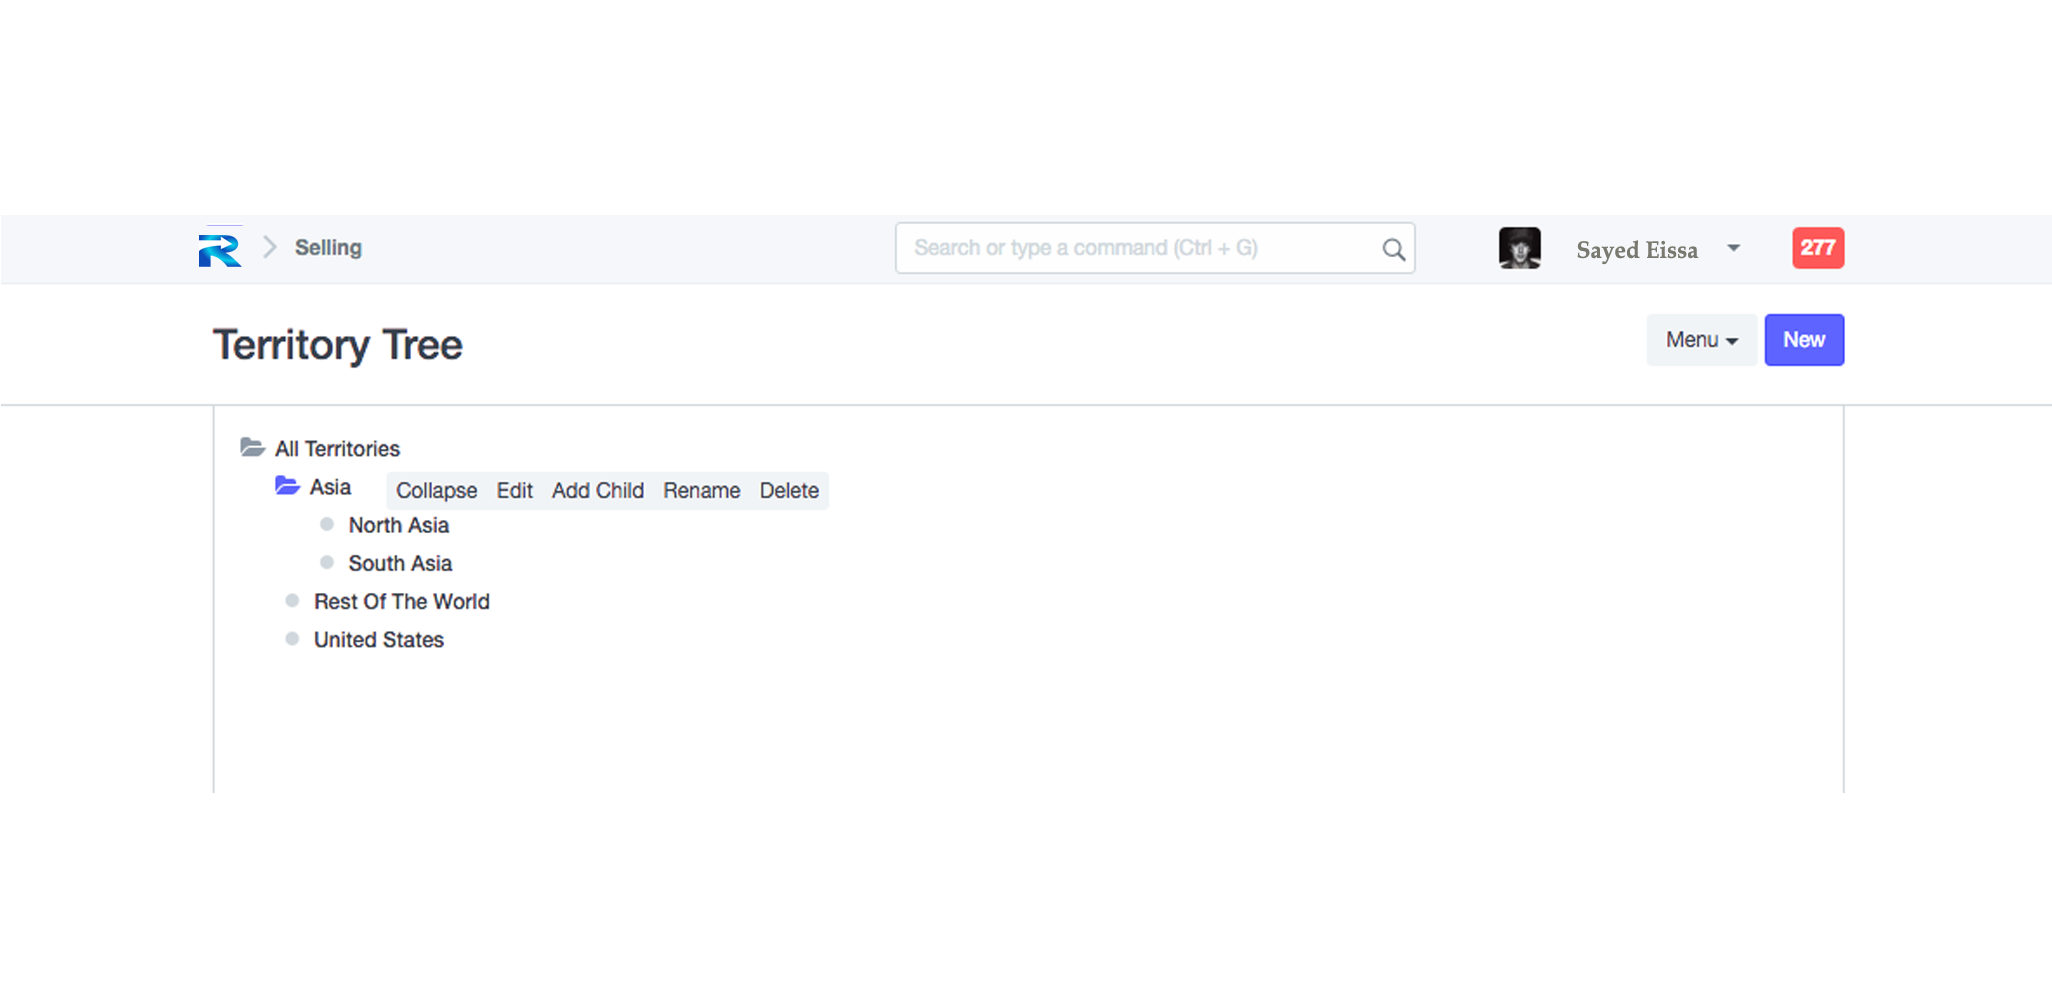 Selling
Search or type a command (Ctrl + G)
Sayed Eissa
277
Territory Tree
Menu
New
All Territories
Asia
Collapse Edit Add Child Rename Delete
North Asia
South Asia
Rest Of The World
United States